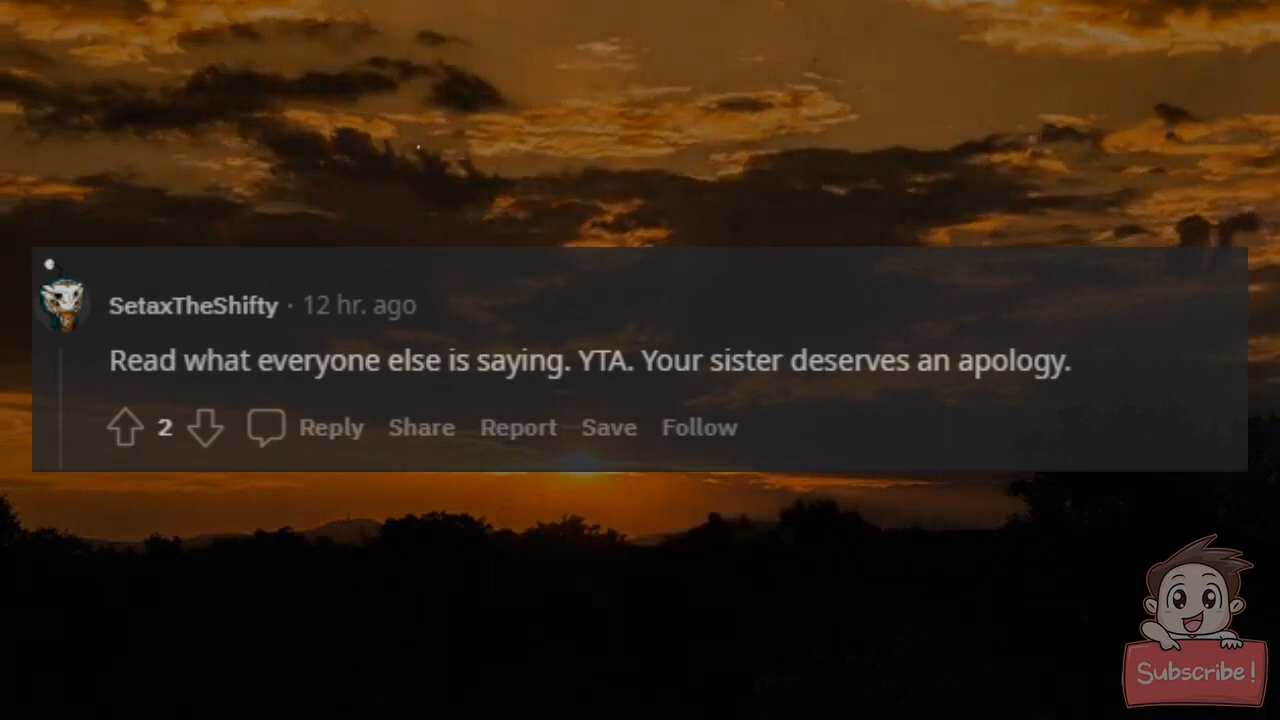 SetaxTheShifty · 12 hr. ago
Read what everyone else is saying. YTA. Your sister deserves an apology.
2 Reply Share Report Save Follow
Subscribe!